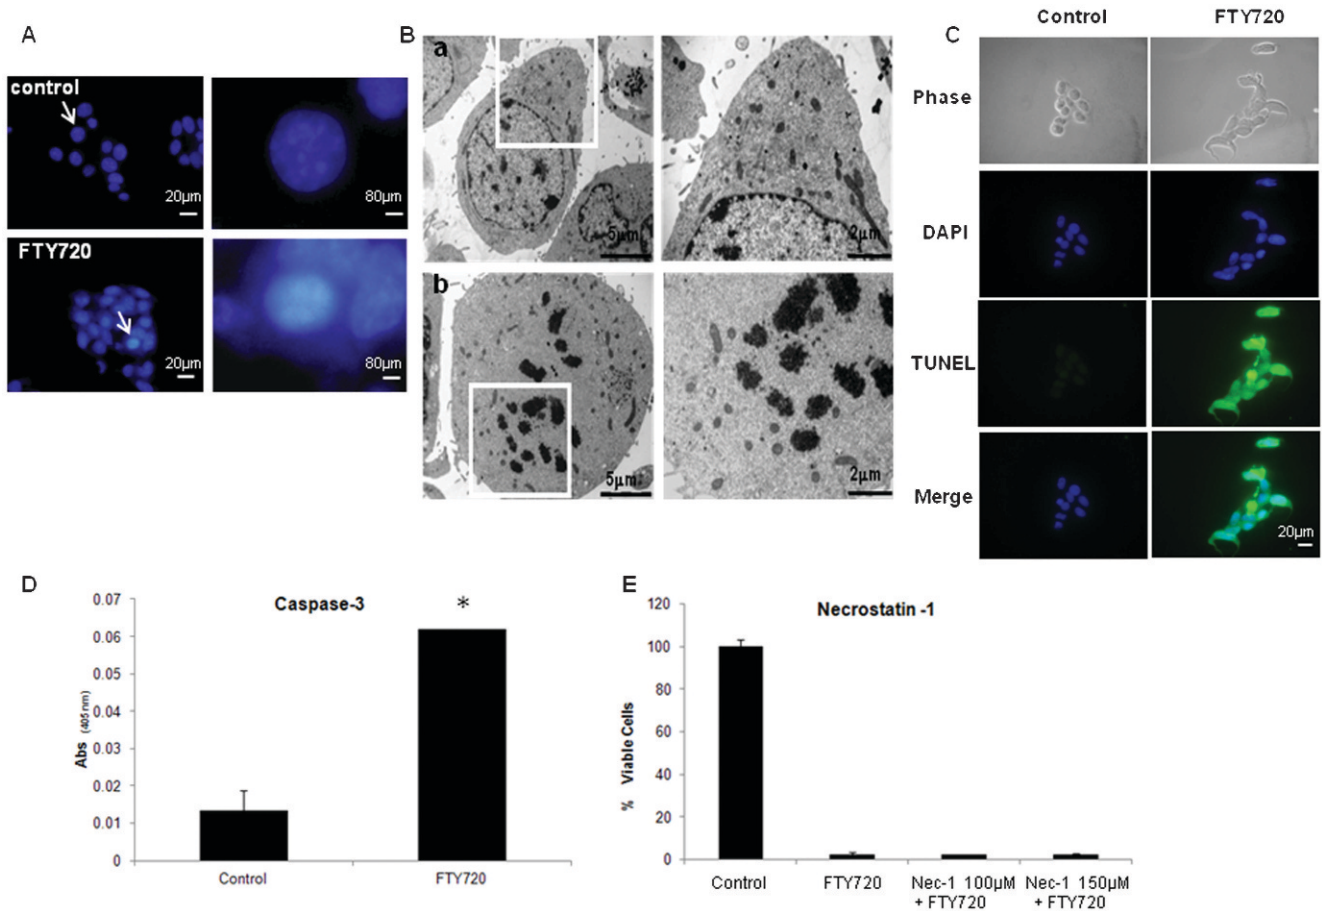 A
control
20µm
80µm
FTY720
20µm
80µm
B
a
5µm
2µm
b
5µm
2µm
C
Control
FTY720
Phase
DAPI
TUNEL
Merge
20µm
D
Caspase-3
*
0.07
0.06
0.05
0.04
0.03
0.02
0.01
0
Abs (405 nm)
Control
FTY720
E
Necrostatin -1
120
100
80
60
40
20
0
% Viable Cells
Control
FTY720
Nec-1 100µM
+ FTY720
Nec-1 150µM
+ FTY720